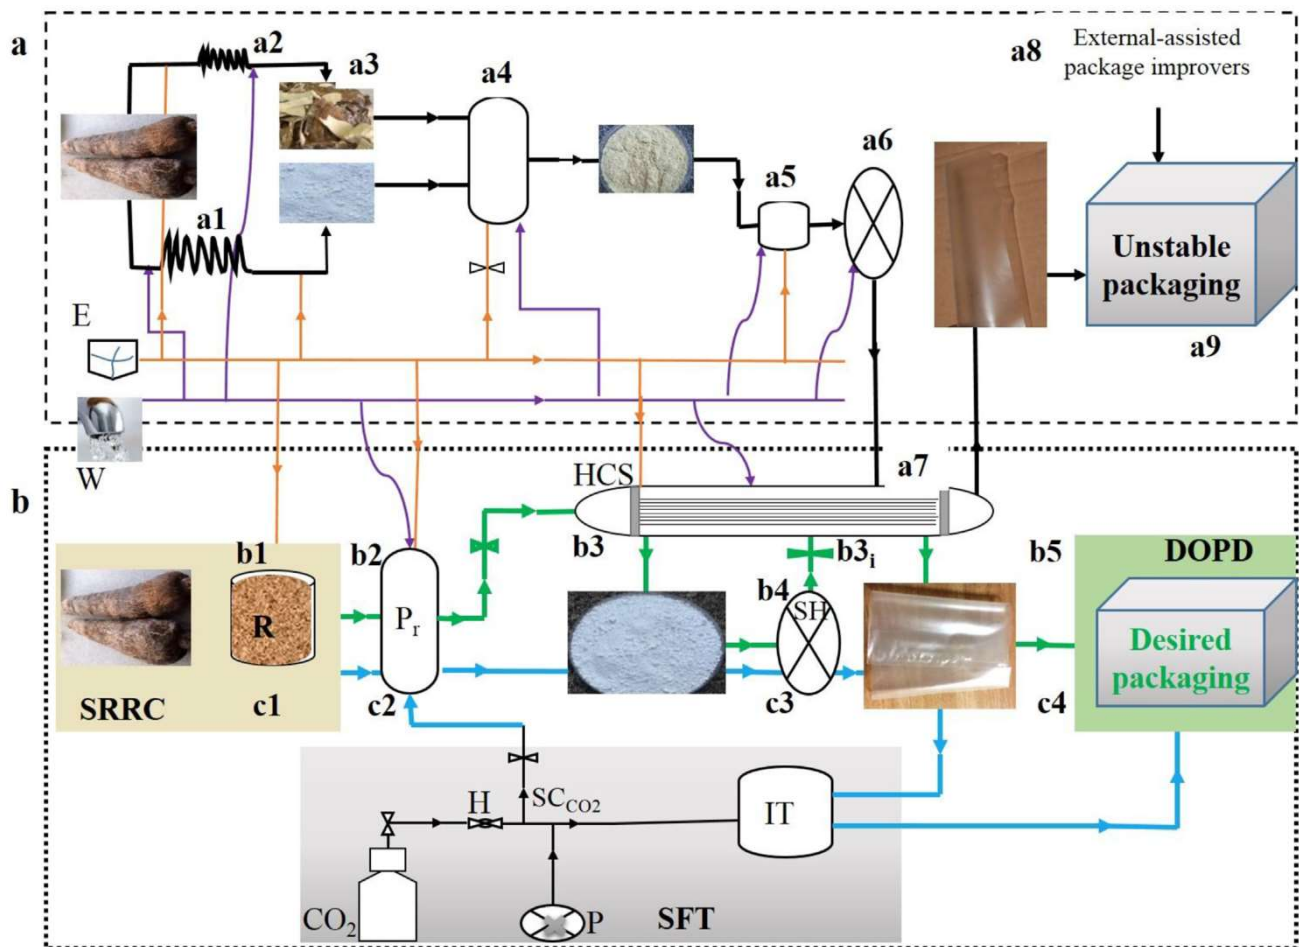 a
a2
a3
a4
a8
External-assisted
package improvers
a6
a5
a1
Unstable
packaging
a9
E
W
b
HCS
a7
b1
b2
b3
b3i
b5
DOPD
b4
SH
R
Pr
Desired
packaging
SRRC
c1
c2
c3
c4
H
SCCO2
IT
CO2
P
SFT